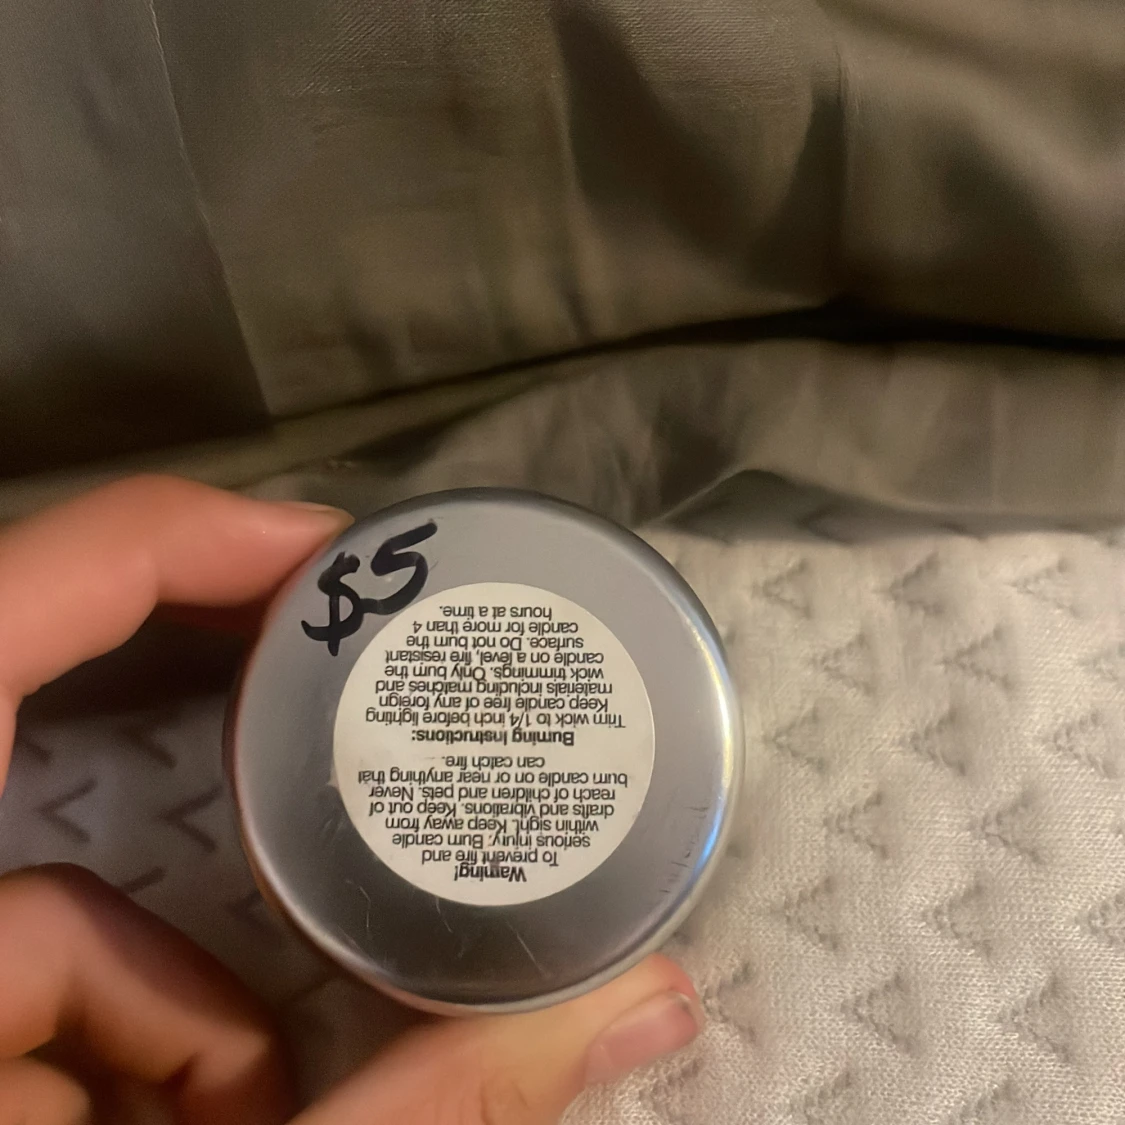 $5
Warning!
To prevent fire and
serious injury: Burn candle
within sight. Keep away from
drafts and vibrations. Keep out of
reach of children and pets. Never
burn candle on or near anything that
can catch fire.
Burning Instructions:
Trim wick to 1/4 inch before lighting
Keep candle free of any foreign
materials including matches and
wick trimmings. Only burn the
candle on a level, fire resistant
surface. Do not burn the
candle for more than 4
hours at a time.